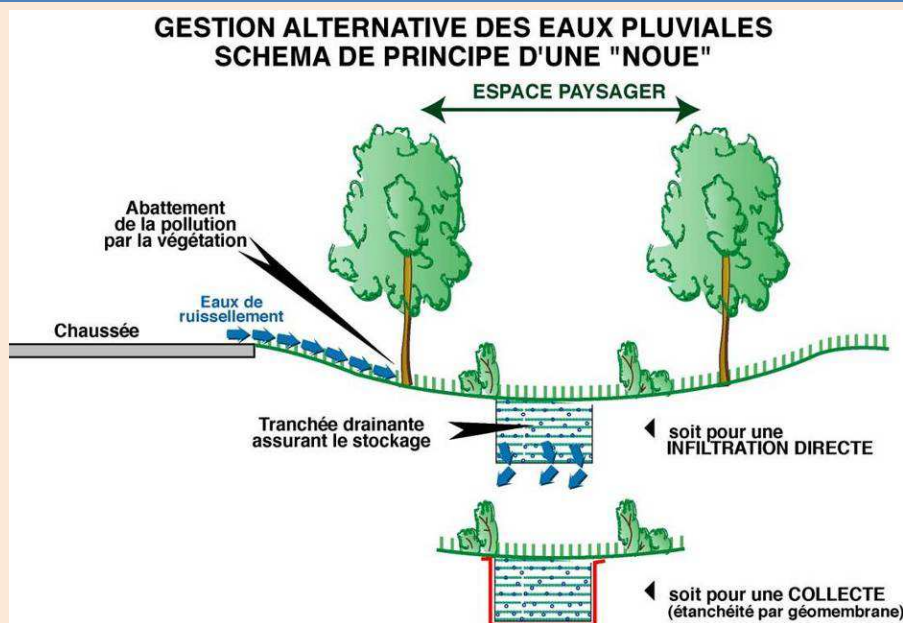 GESTION ALTERNATIVE DES EAUX PLUVIALES
SCHEMA DE PRINCIPE D'UNE "NOUE"
ESPACE PAYSAGER
Abattement
de la pollution
par la végétation
Eaux de
ruissellement
Chaussée
Tranchée drainante
assurant le stockage
soit pour une
INFILTRATION DIRECTE
soit pour une COLLECTE
(étanchéité par géomembrane)